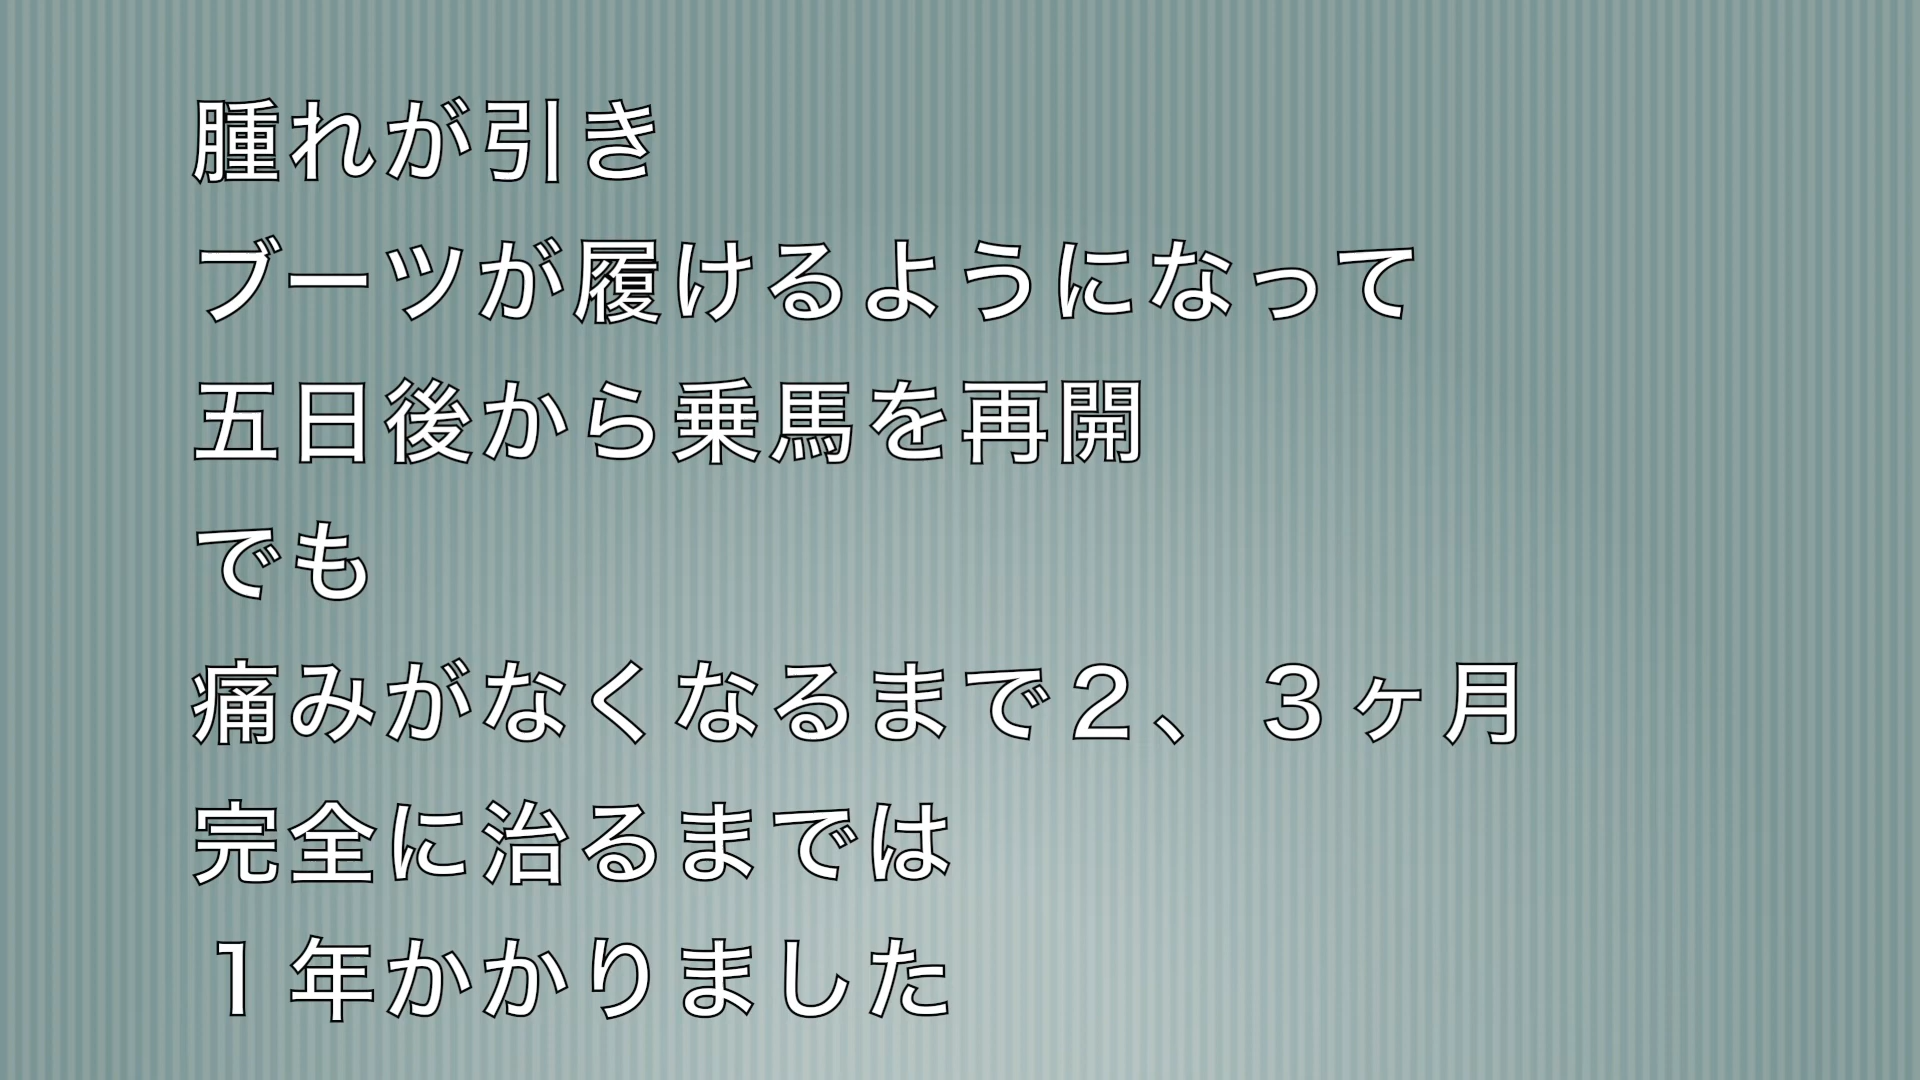 腫れが引き
ブーツが履けるようになって
五日後から乗馬を再開
でも
痛みがなくなるまで２、３ヶ月
完全に治るまでは
１年かかりました